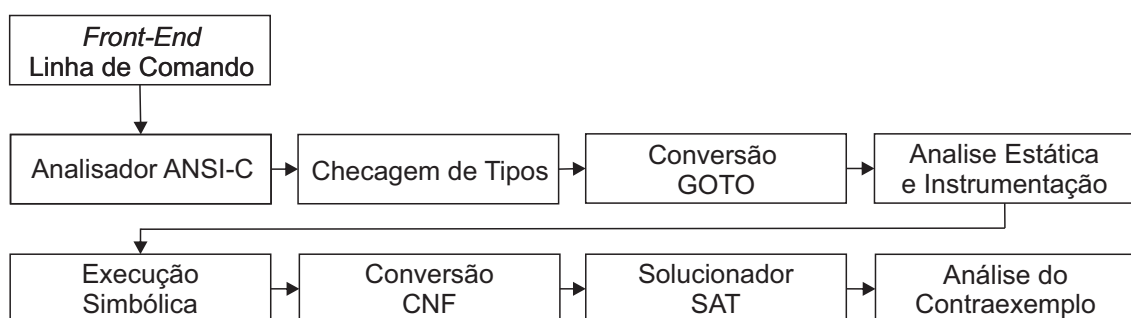 Front-End
Linha de Comando
Analisador ANSI-C
Checagem de Tipos
Conversão
GOTO
Analise Estática
e Instrumentação
Execução
Simbólica
Conversão
CNF
Solucionador
SAT
Análise do
Contraexemplo